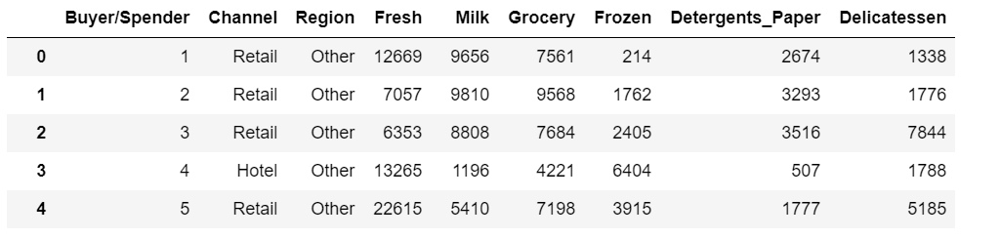 Buyer/Spender Channel Region Fresh Milk Grocery Frozen Detergents_Paper Delicatessen
0 1 Retail Other 12669 9656 7561 214 2674 1338
1 2 Retail Other 7057 9810 9568 1762 3293 1776
2 3 Retail Other 6353 8808 7684 2405 3516 7844
3 4 Hotel Other 13265 1196 4221 6404 507 1788
4 5 Retail Other 22615 5410 7198 3915 1777 5185